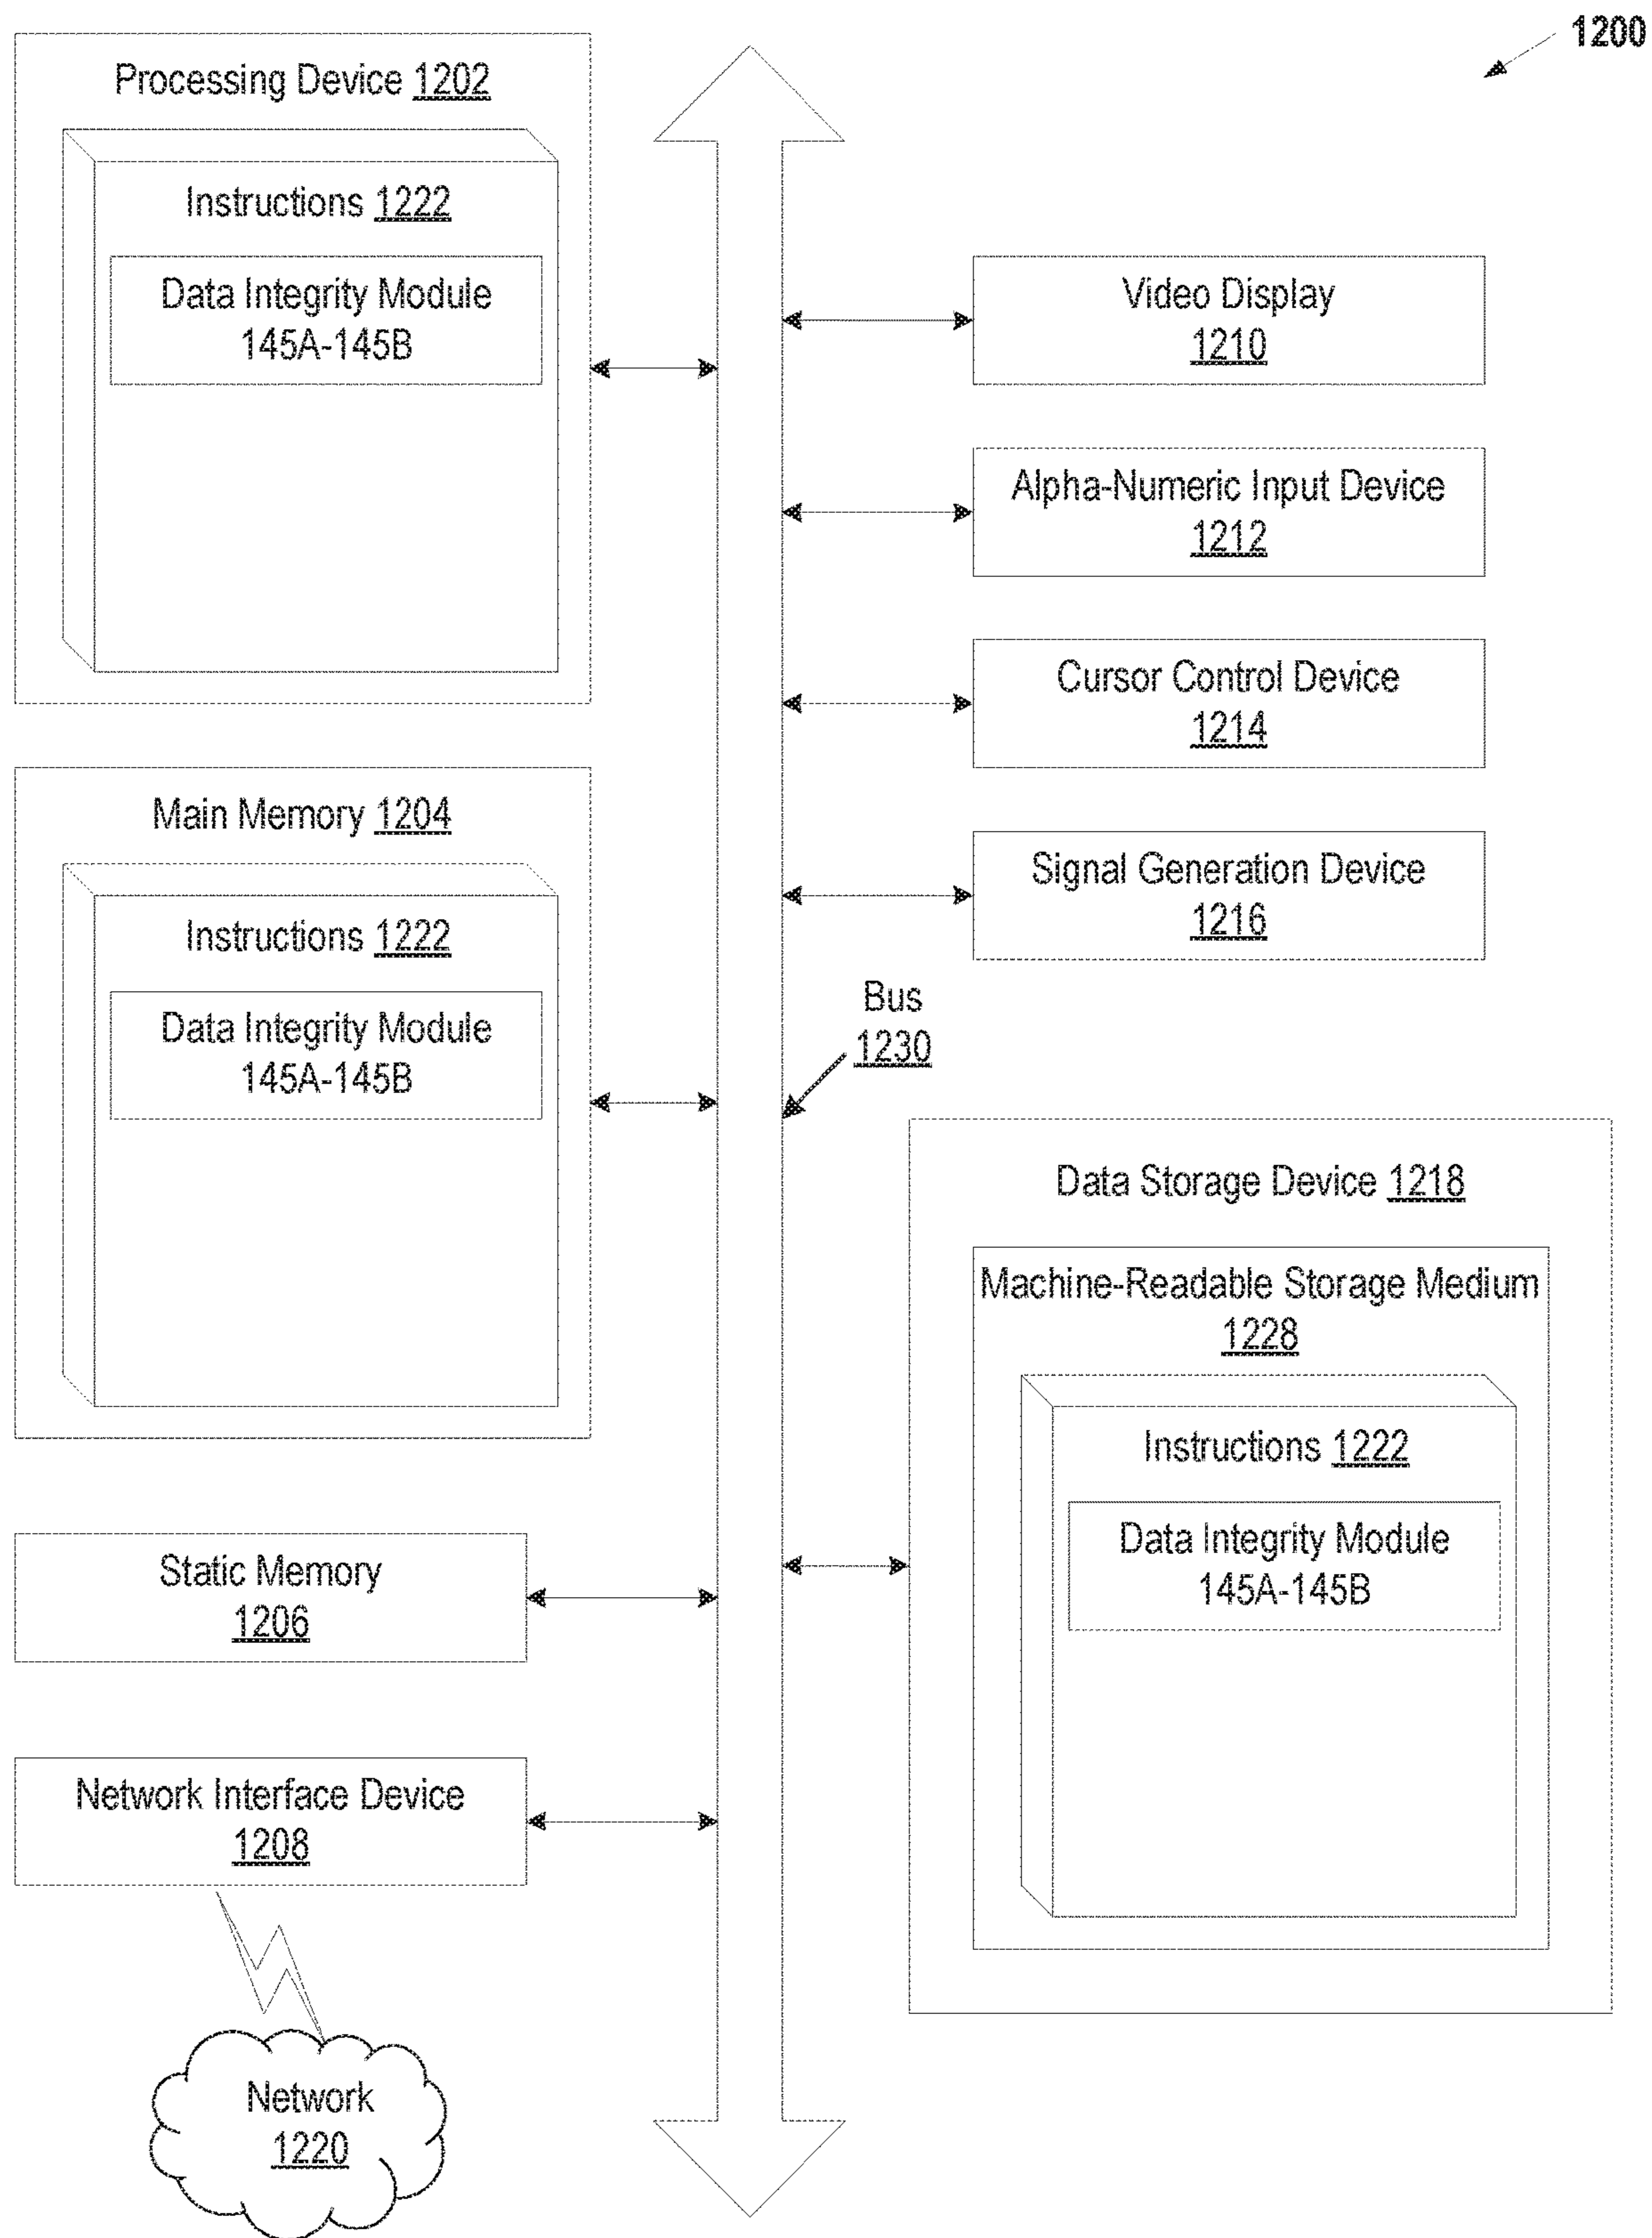 1200
Processing Device 1202
Instructions 1222
Data Integrity Module
145A-145B
Main Memory 1204
Instructions 1222
Data Integrity Module
145A-145B
Static Memory
1206
Network Interface Device
1208
Network
1220
Video Display
1210
Alpha-Numeric Input Device
1212
Cursor Control Device
1214
Signal Generation Device
1216
Bus
1230
Data Storage Device 1218
Machine-Readable Storage Medium
1228
Instructions 1222
Data Integrity Module
145A-145B